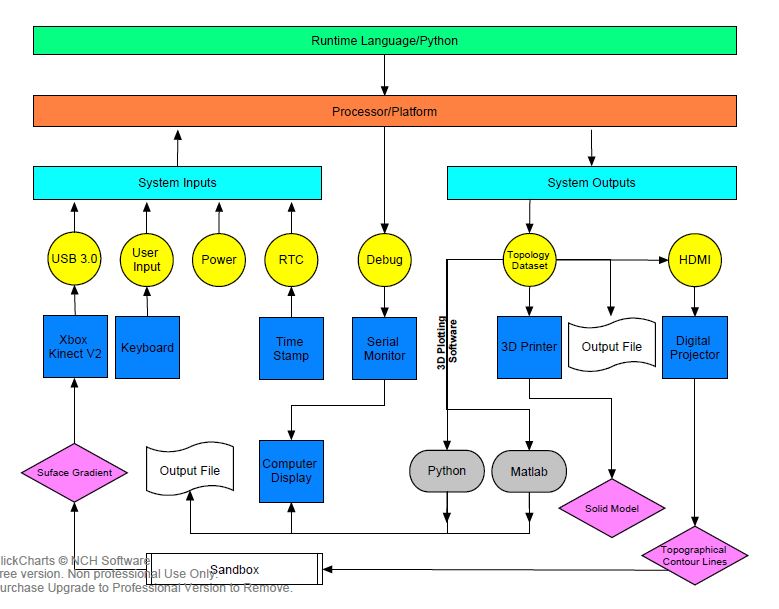 Runtime Language/Python
Processor/Platform
System Inputs
System Outputs
USB 3.0
User
Input
Power
RTC
Debug
Topology
Dataset
HDMI
Xbox
Kinect V2
Keyboard
Time
Stamp
Serial
Monitor
3D Plotting
Software
3D Printer
Output File
Digital
Projector
Suface Gradient
Output File
Computer
Display
Python
Matlab
Solid Model
Topographical
Contour Lines
Sandbox
lickCharts © NCH Software
ree version. Non professional Use Only.
urchase Upgrade to Professional Version to Remove.